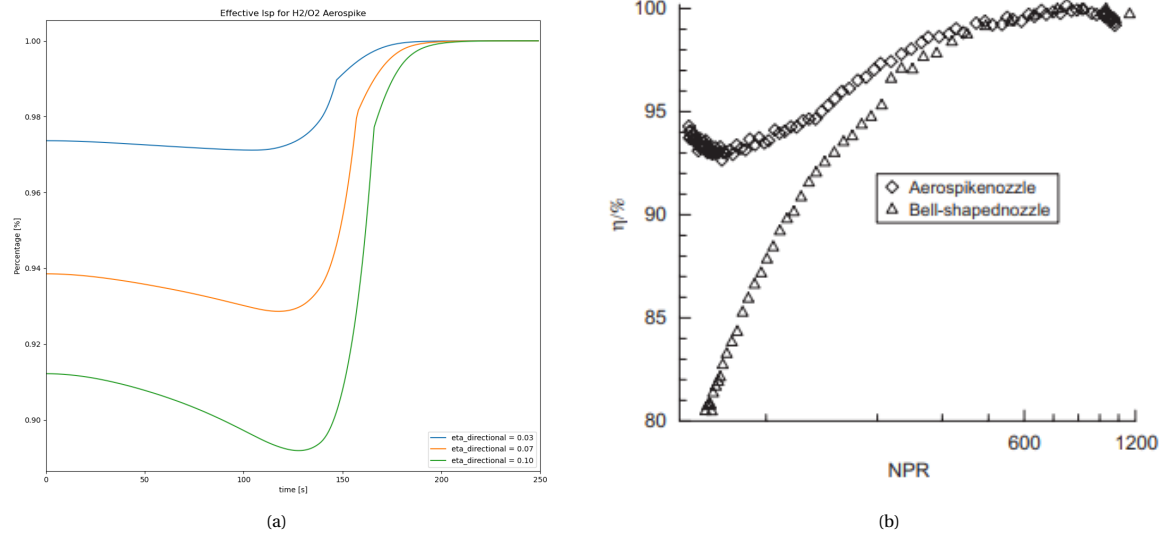 Effective Isp for H2/O2 Aerospike
Percentage [%]
1.00
0.98
0.96
0.94
0.92
0.90
eta_directional = 0.03
eta_directional = 0.07
eta_directional = 0.10
0
50
100
150
200
250
time [s]
(a)
η/%
100
95
90
85
80
Aerospikenozzle
Bell-shapednozzle
600
1200
NPR
(b)